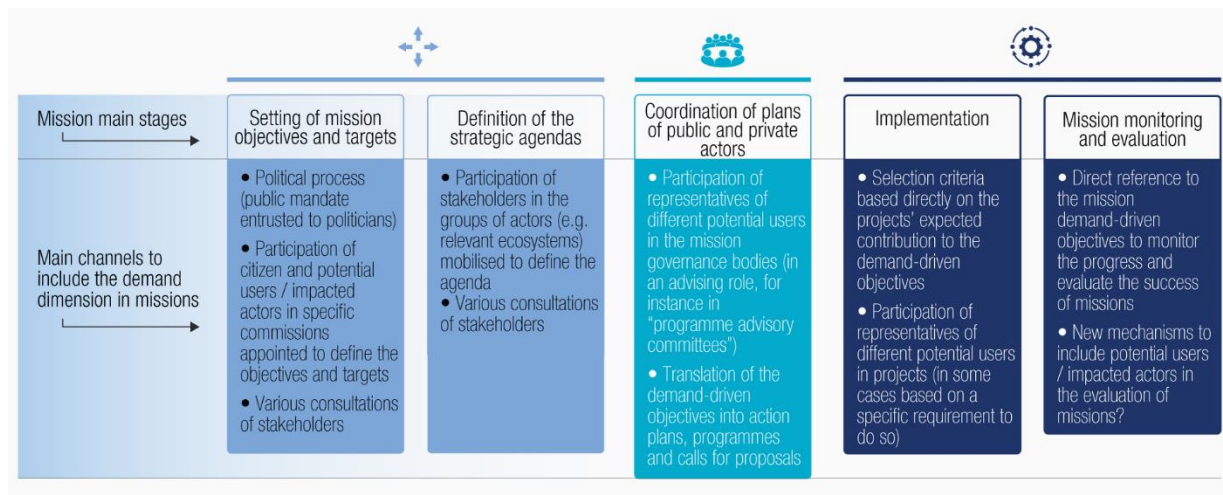 Mission main stages
Setting of mission
objectives and targets
Definition of the
strategic agendas
Coordination of plans
of public and private
actors
Implementation
Mission monitoring
and evaluation
Main channels to
include the demand
dimension in missions
• Political process
(public mandate
entrusted to politicians)
• Participation of
citizen and potential
users / impacted
actors in specific
commissions
appointed to define the
objectives and targets
• Various consultations
of stakeholders
• Participation of
stakeholders in the
groups of actors (e.g.
relevant ecosystems)
mobilised to define the
agenda
• Various consultations
of stakeholders
• Participation of
representatives of
different potential users
in the mission
governance bodies (in
an advising role, for
instance in
“programme advisory
committees”)
• Translation of the
demand-driven
objectives into action
plans, programmes
and calls for proposals
• Selection criteria
based directly on the
projects’ expected
contribution to the
demand-driven
objectives
• Participation of
representatives of
different potential users
in projects (in some
cases based on a
specific requirement to
do so)
• Direct reference to
the mission
demand-driven
objectives to monitor
the progress and
evaluate the success
of missions
• New mechanisms to
include potential users
/ impacted actors in
the evaluation of
missions?